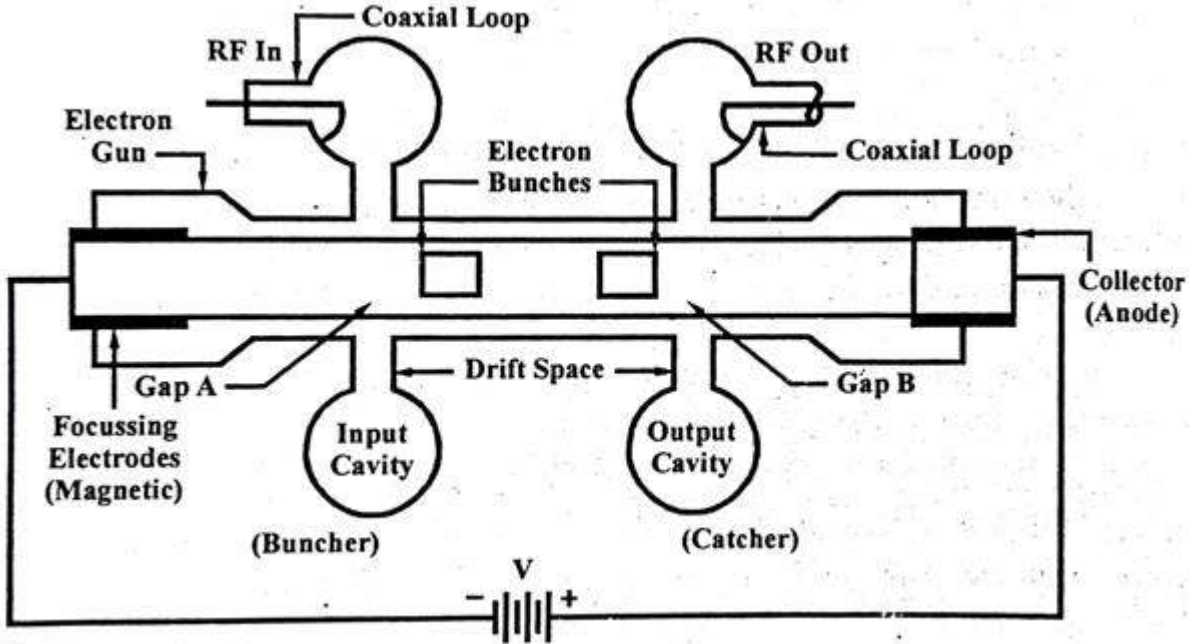 Coaxial Loop
RF In
RF Out
Electron
Gun
Electron
Bunches
Coaxial Loop
Collector
(Anode)
Gap A
Drift Space
Gap B
Focussing
Electrodes
(Magnetic)
Input
Cavity
Output
Cavity
(Buncher)
(Catcher)
V
− +